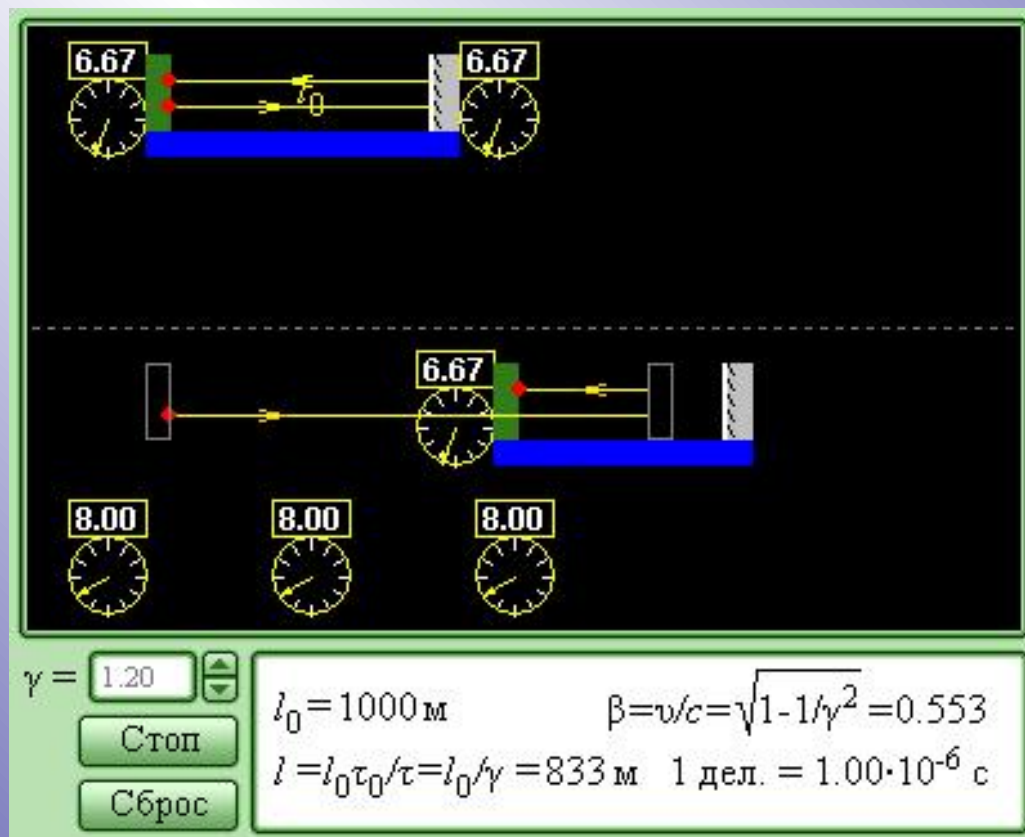 6.67 6.67
l₀
6.67
8.00 8.00 8.00
γ = 1.20
Стоп
Сброс
l₀ = 1000 м β=υ/c=√1-1/γ² =0.553
l =l₀τ₀/τ=l₀/γ =833 м 1 дел. = 1.00·10⁻⁶ с